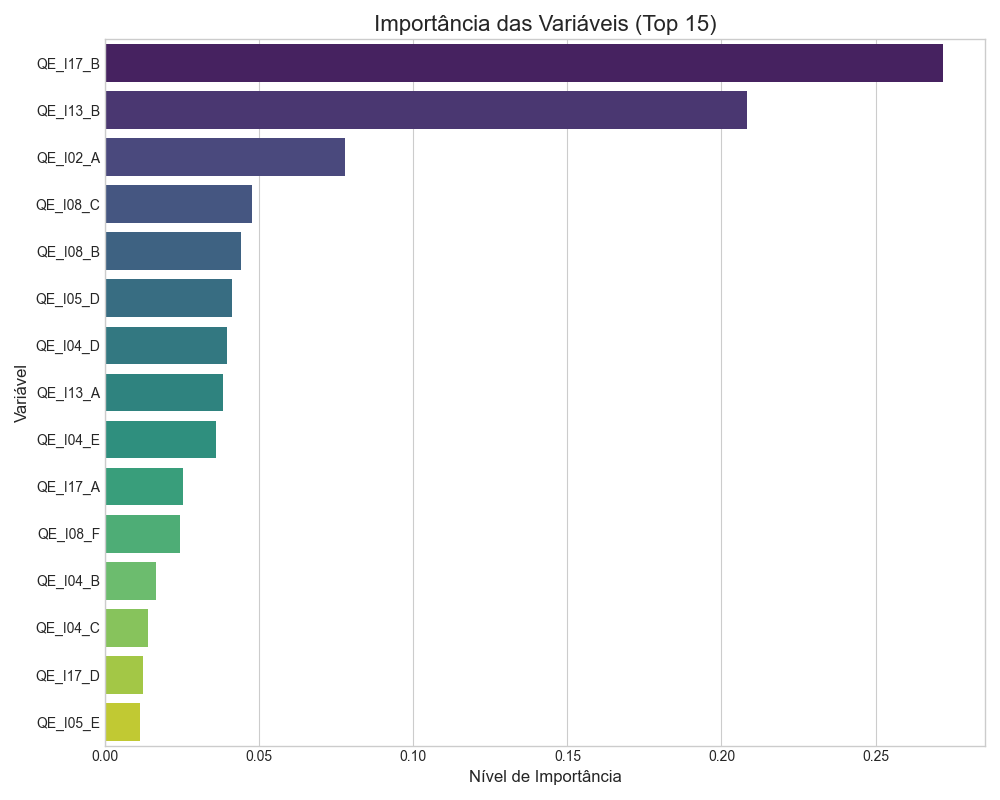 Importância das Variáveis (Top 15)
QE_I17_B
QE_I13_B
QE_I02_A
QE_I08_C
QE_I08_B
QE_I05_D
QE_I04_D
QE_I13_A
QE_I04_E
QE_I17_A
QE_I08_F
QE_I04_B
QE_I04_C
QE_I17_D
QE_I05_E
Variável
0.00 0.05 0.10 0.15 0.20 0.25
Nível de Importância